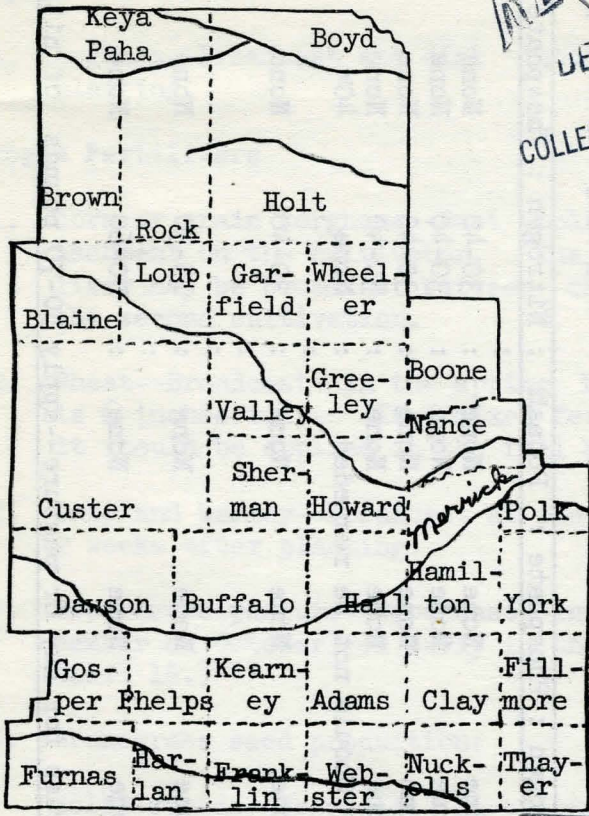 Keya
Paha
Boyd
COLLE
Brown
Rock
Holt
Loup
Gar-
field
Wheel-
er
Blaine
Valley
Gree-
ley
Boone
Nance
Custer
Sher-
man
Howard
Merrick
Polk
Dawson
Buffalo
Hall
Hamil-
ton
York
Gos-
per
Phelps
Kearn-
ey
Adams
Clay
Fill-
more
Furnas
Har-
lan
Frank-
lin
Web-
ster
Nuck-
olls
Thay-
er